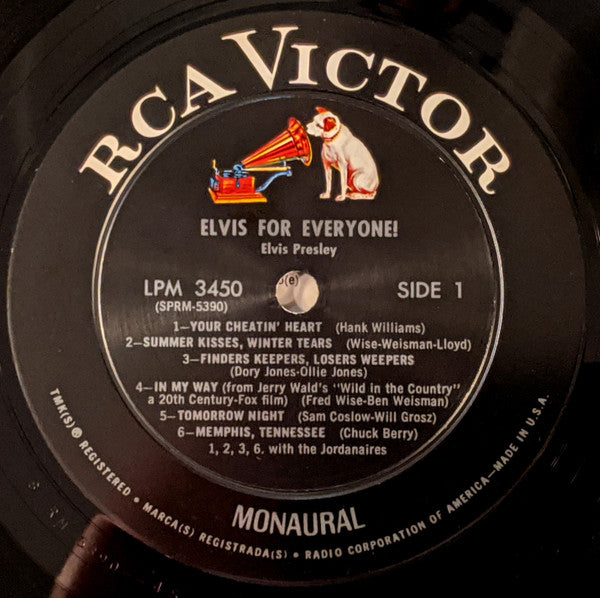 RCA VICTOR
ELVIS FOR EVERYONE!
Elvis Presley
LPM 3450
SIDE 1
(SPRM-5390)
1—YOUR CHEATIN' HEART (Hank Williams)
2—SUMMER KISSES, WINTER TEARS (Wise-Weisman-Lloyd)
3—FINDERS KEEPERS, LOSERS WEEPERS
(Dory Jones-Ollie Jones)
4—IN MY WAY (from Jerry Wald's "Wild in the Country"
a 20th Century-Fox film) (Fred Wise-Ben Weisman)
5—TOMORROW NIGHT (Sam Coslow-Will Grosz)
6—MEMPHIS, TENNESSEE (Chuck Berry)
1, 2, 3, 6, with the Jordanaires
MONAURAL
TMK(S) ® REGISTERED • MARCA(S) REGISTRADA(S) • RADIO CORPORATION OF AMERICA—MADE IN U.S.A.